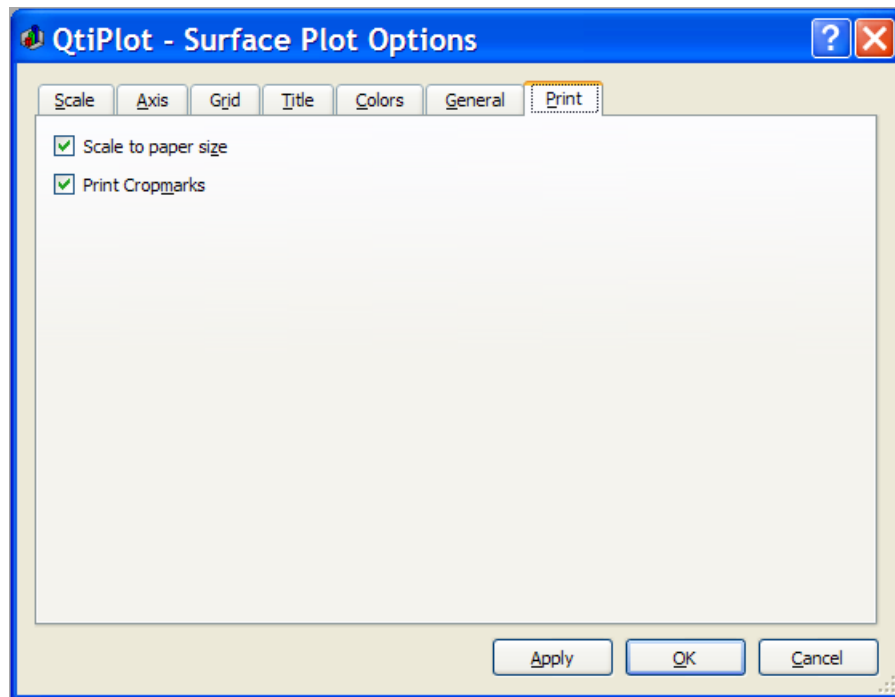 QtiPlot - Surface Plot Options ?
Scale Axis Grid Title Colors General Print
Scale to paper size
Print Cropmarks
Apply OK Cancel